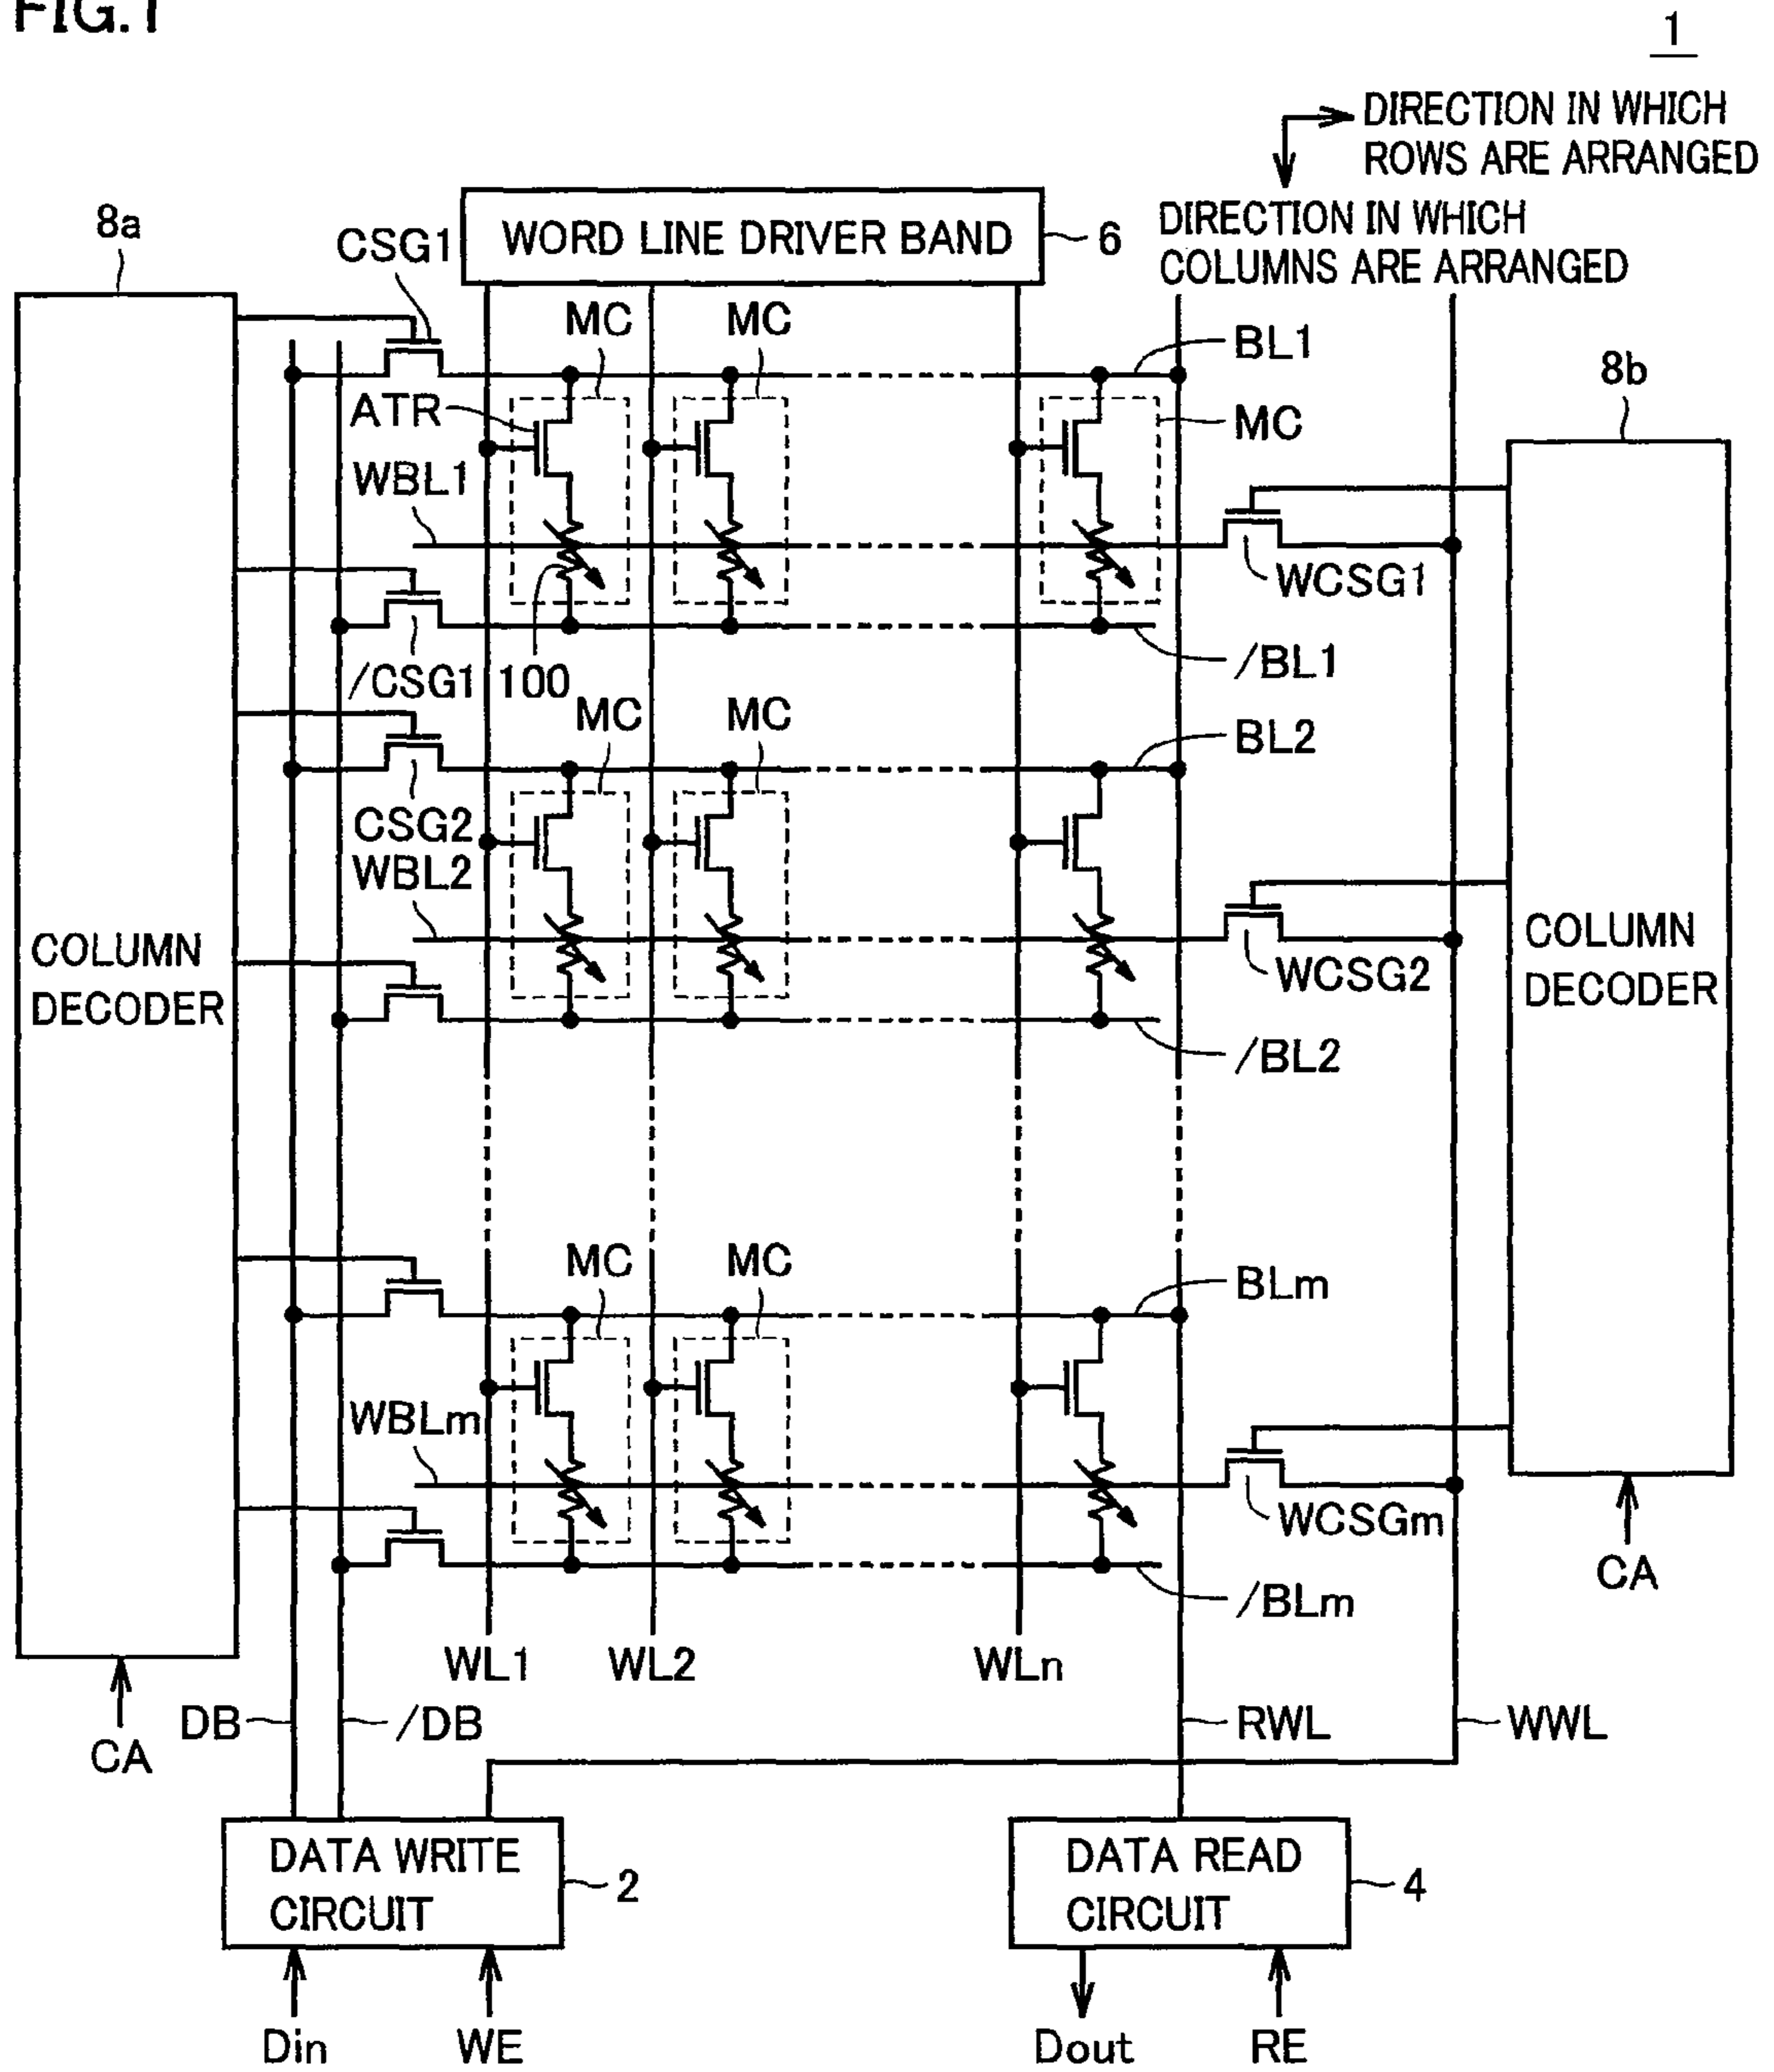 FIG.1
1
DIRECTION IN WHICH
ROWS ARE ARRANGED
DIRECTION IN WHICH
COLUMNS ARE ARRANGED
8a
CSG1
WORD LINE DRIVER BAND
6
MC
MC
BL1
8b
ATR
MC
WBL1
WCSG1
/CSG1
100
/BL1
MC
MC
BL2
CSG2
WBL2
COLUMN
DECODER
WCSG2
COLUMN
DECODER
/BL2
MC
MC
BLm
WBLm
WCSGm
CA
/BLm
WL1
WL2
WLn
CA
DB
/DB
RWL
WWL
DATA WRITE
CIRCUIT
2
DATA READ
CIRCUIT
4
Din
WE
Dout
RE